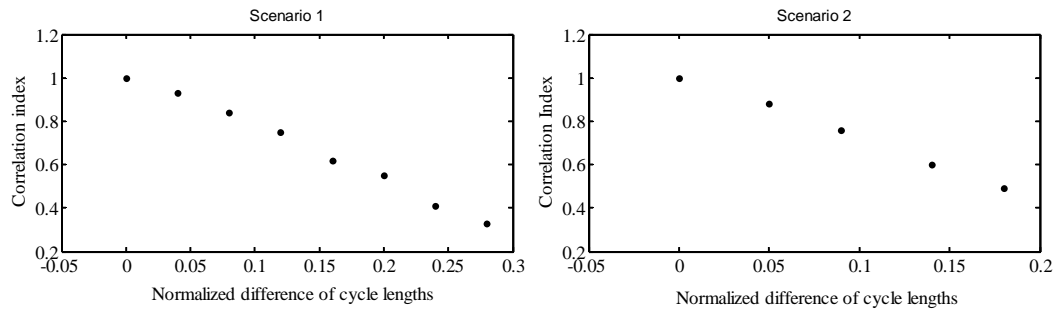 Scenario 1
1.2
1
0.8
0.6
0.4
0.2
Correlation index
-0.05 0 0.05 0.1 0.15 0.2 0.25 0.3
Normalized difference of cycle lengths
Scenario 2
1.2
1
0.8
0.6
0.4
0.2
Correlation Index
-0.05 0 0.05 0.1 0.15 0.2
Normalized difference of cycle lengths